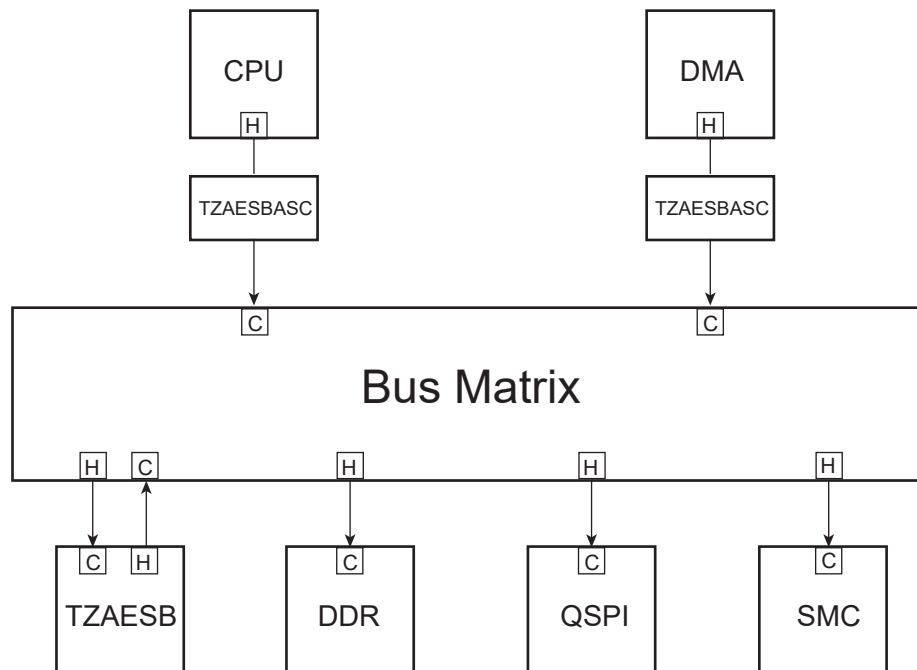 CPU DMA
H H
TZAESBASC TZAESBASC
C C
Bus Matrix
H C H H H
C H C C C
TZAESB DDR QSPI SMC